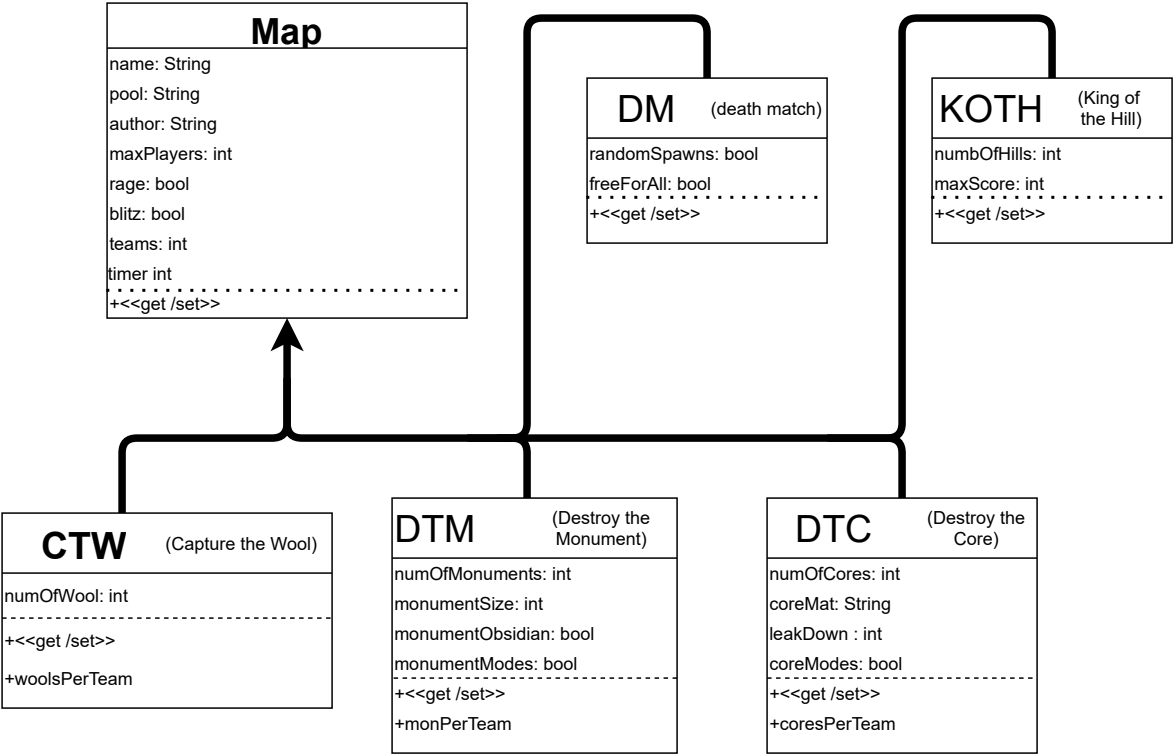 Map
name: String
pool: String
author: String
maxPlayers: int
rage: bool
blitz: bool
teams: int
timer int
+<<get /set>>
DM
(death match)
randomSpawns: bool
freeForAll: bool
+<<get /set>>
KOTH
(King of
the Hill)
numbOfHills: int
maxScore: int
+<<get /set>>
CTW
(Capture the Wool)
numOfWool: int
+<<get /set>>
+woolsPerTeam
DTM
(Destroy the
Monument)
numOfMonuments: int
monumentSize: int
monumentObsidian: bool
monumentModes: bool
+<<get /set>>
+monPerTeam
DTC
(Destroy the
Core)
numOfCores: int
coreMat: String
leakDown : int
coreModes: bool
+<<get /set>>
+coresPerTeam